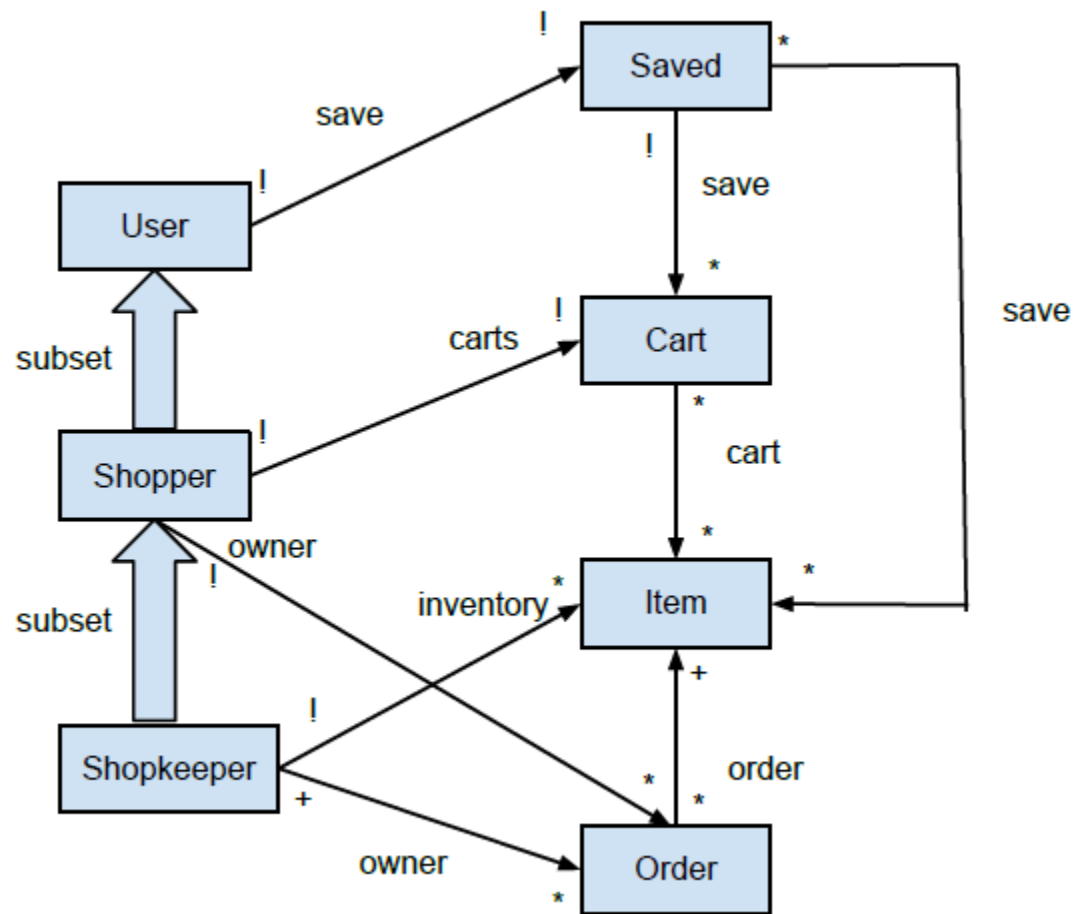 !
Saved
*
save
!
!
save
User
*
subset
!
save
carts
Cart
!
*
Shopper
cart
owner
*
!
*
*
subset
inventory
Item
+
!
Shopkeeper
order
+
*
*
owner
Order
*